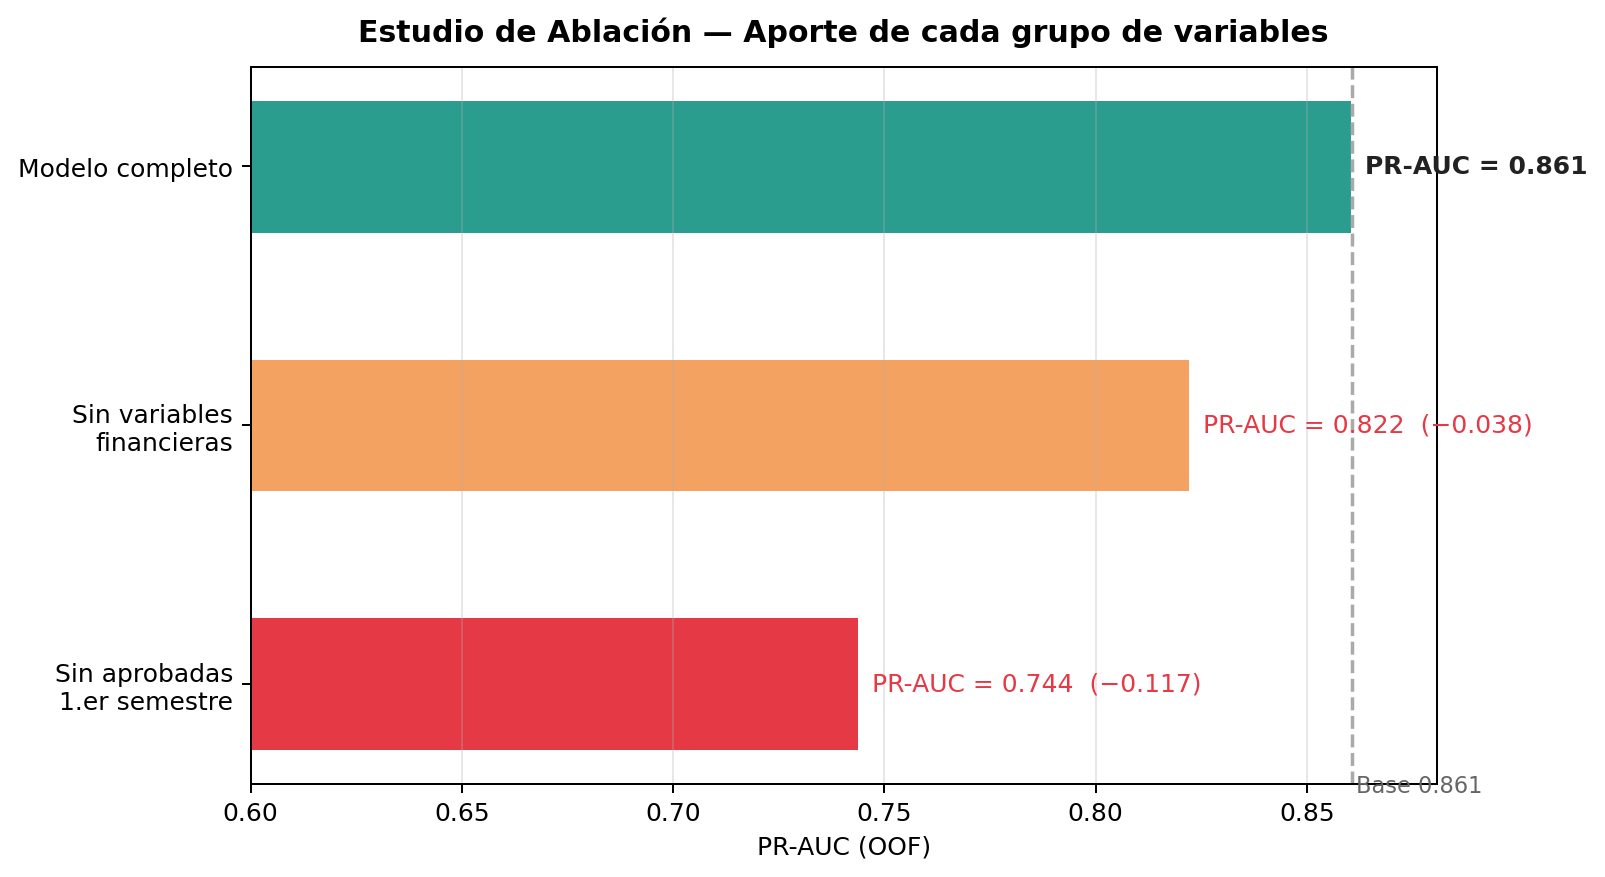 Estudio de Ablación — Aporte de cada grupo de variables
Modelo completo
PR-AUC = 0.861
Sin variables
financieras
PR-AUC = 0.822 (−0.038)
Sin aprobadas
1.er semestre
PR-AUC = 0.744 (−0.117)
Base 0.861
0.60 0.65 0.70 0.75 0.80 0.85
PR-AUC (OOF)